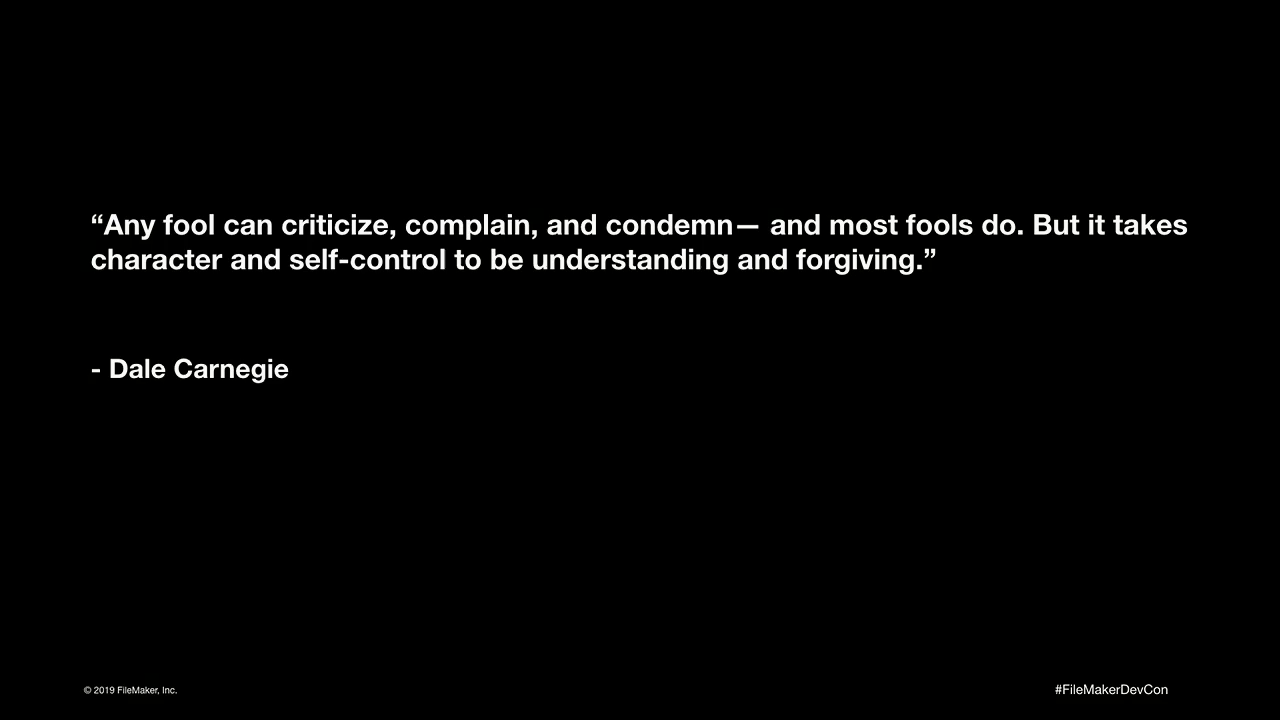 “Any fool can criticize, complain, and condemn— and most fools do. But it takes
character and self-control to be understanding and forgiving.”
- Dale Carnegie
© 2019 FileMaker, Inc.
#FileMakerDevCon